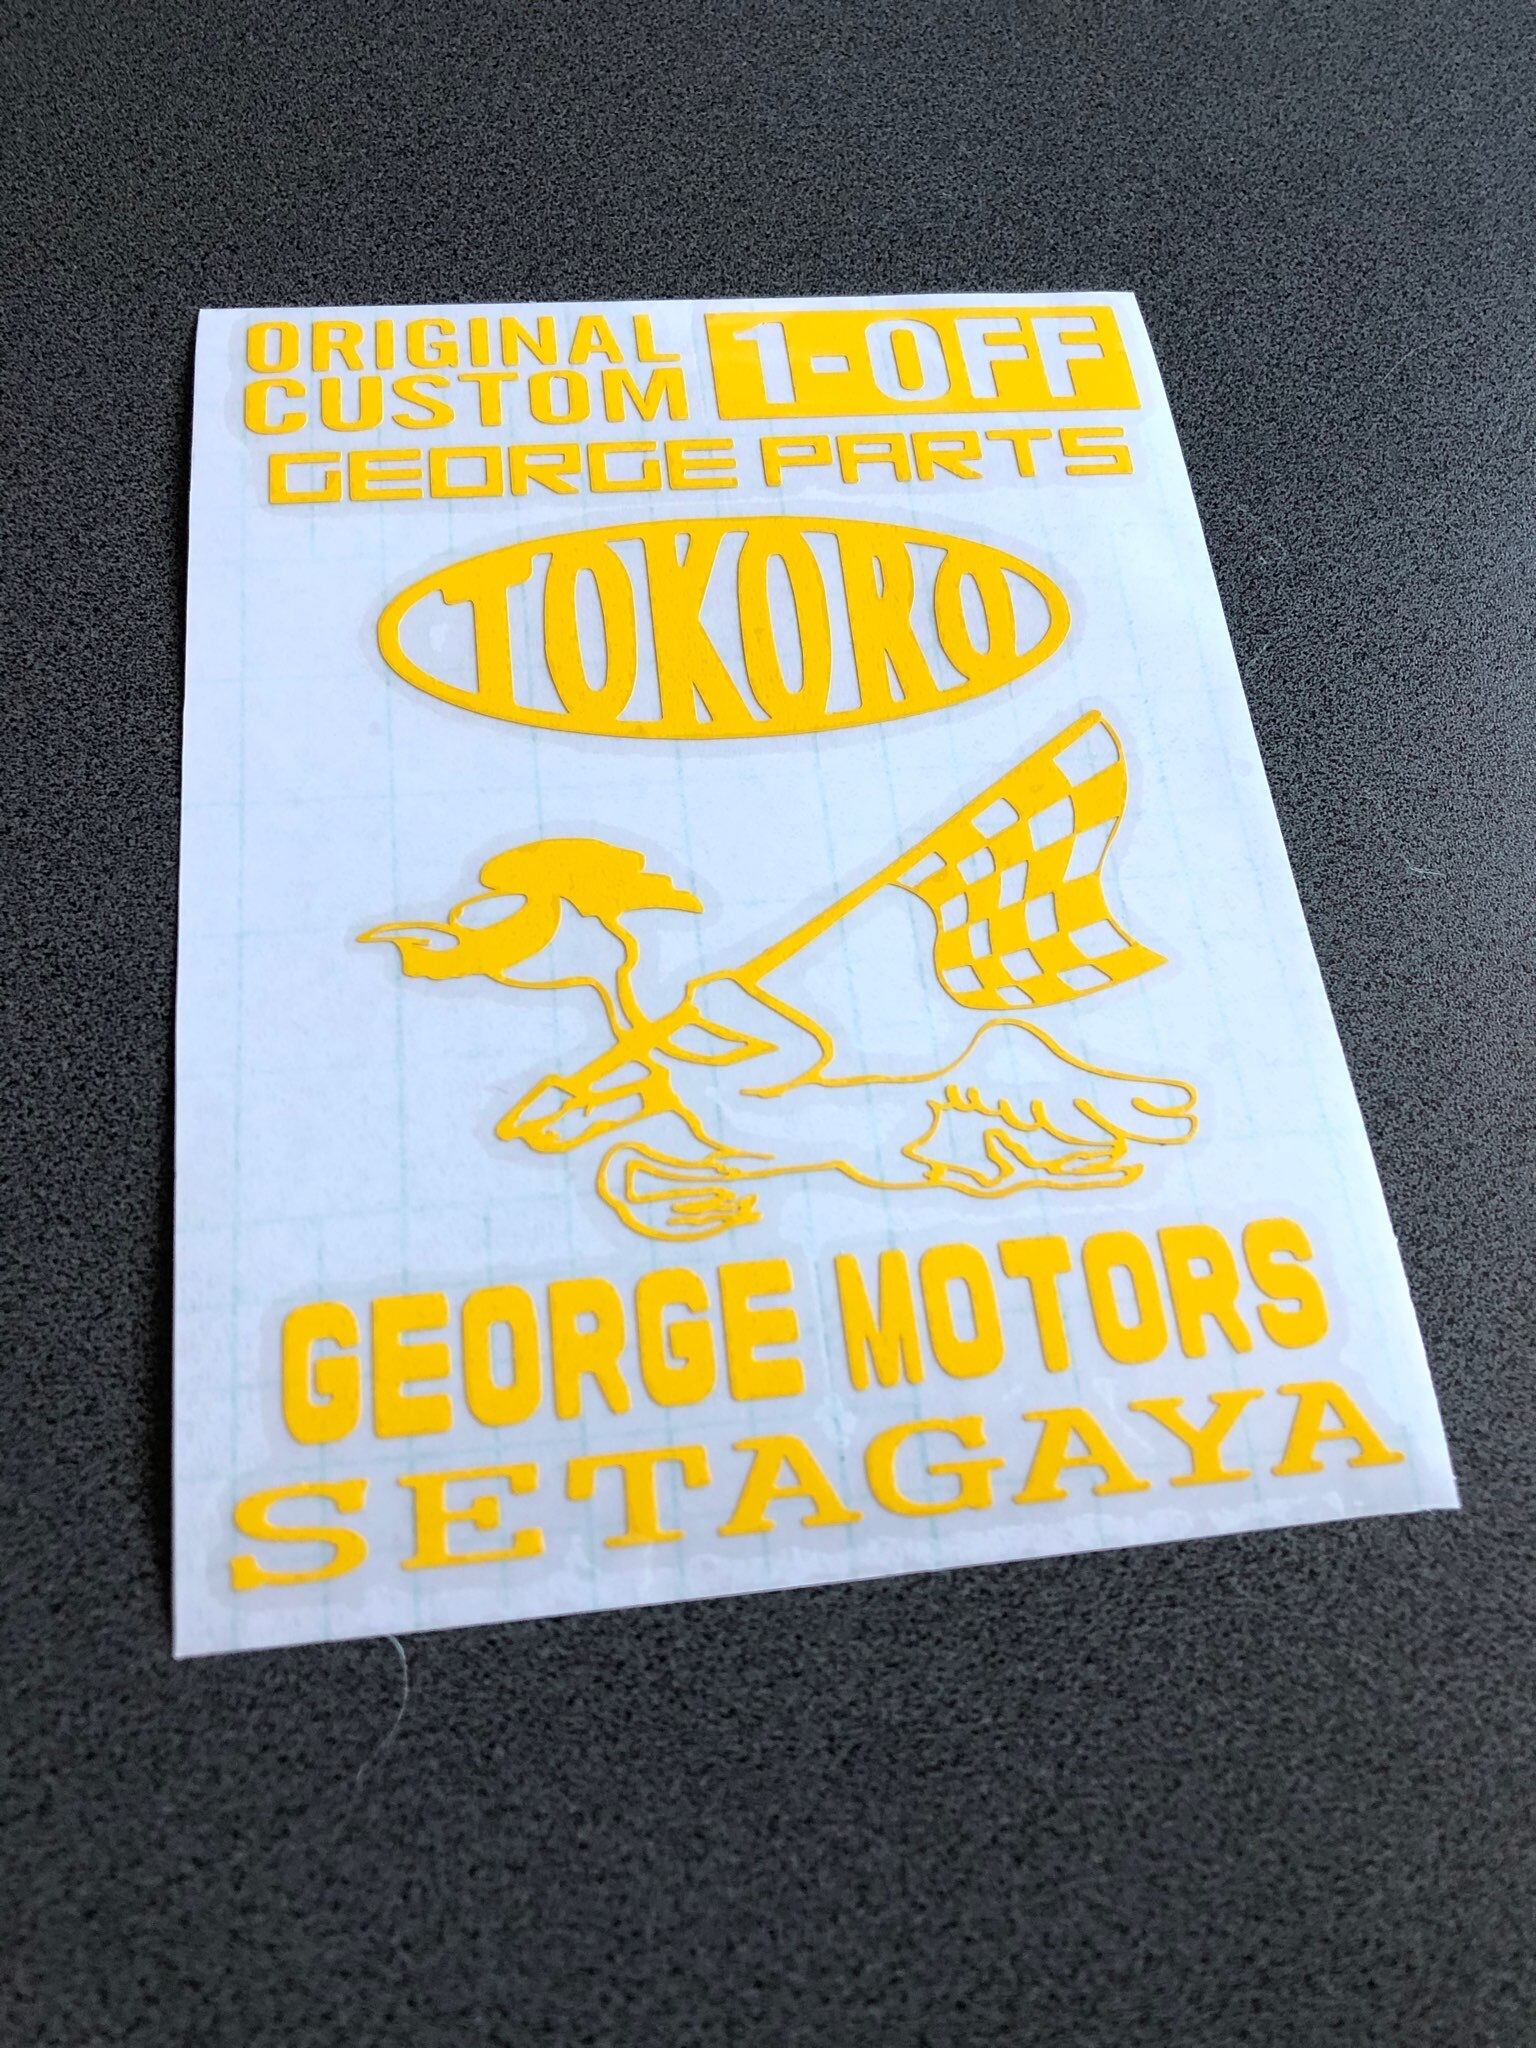 ORIGINAL
CUSTOM
1-OFF
GEORGE PARTS
TOKORO
GEORGE MOTORS
SETAGAYA